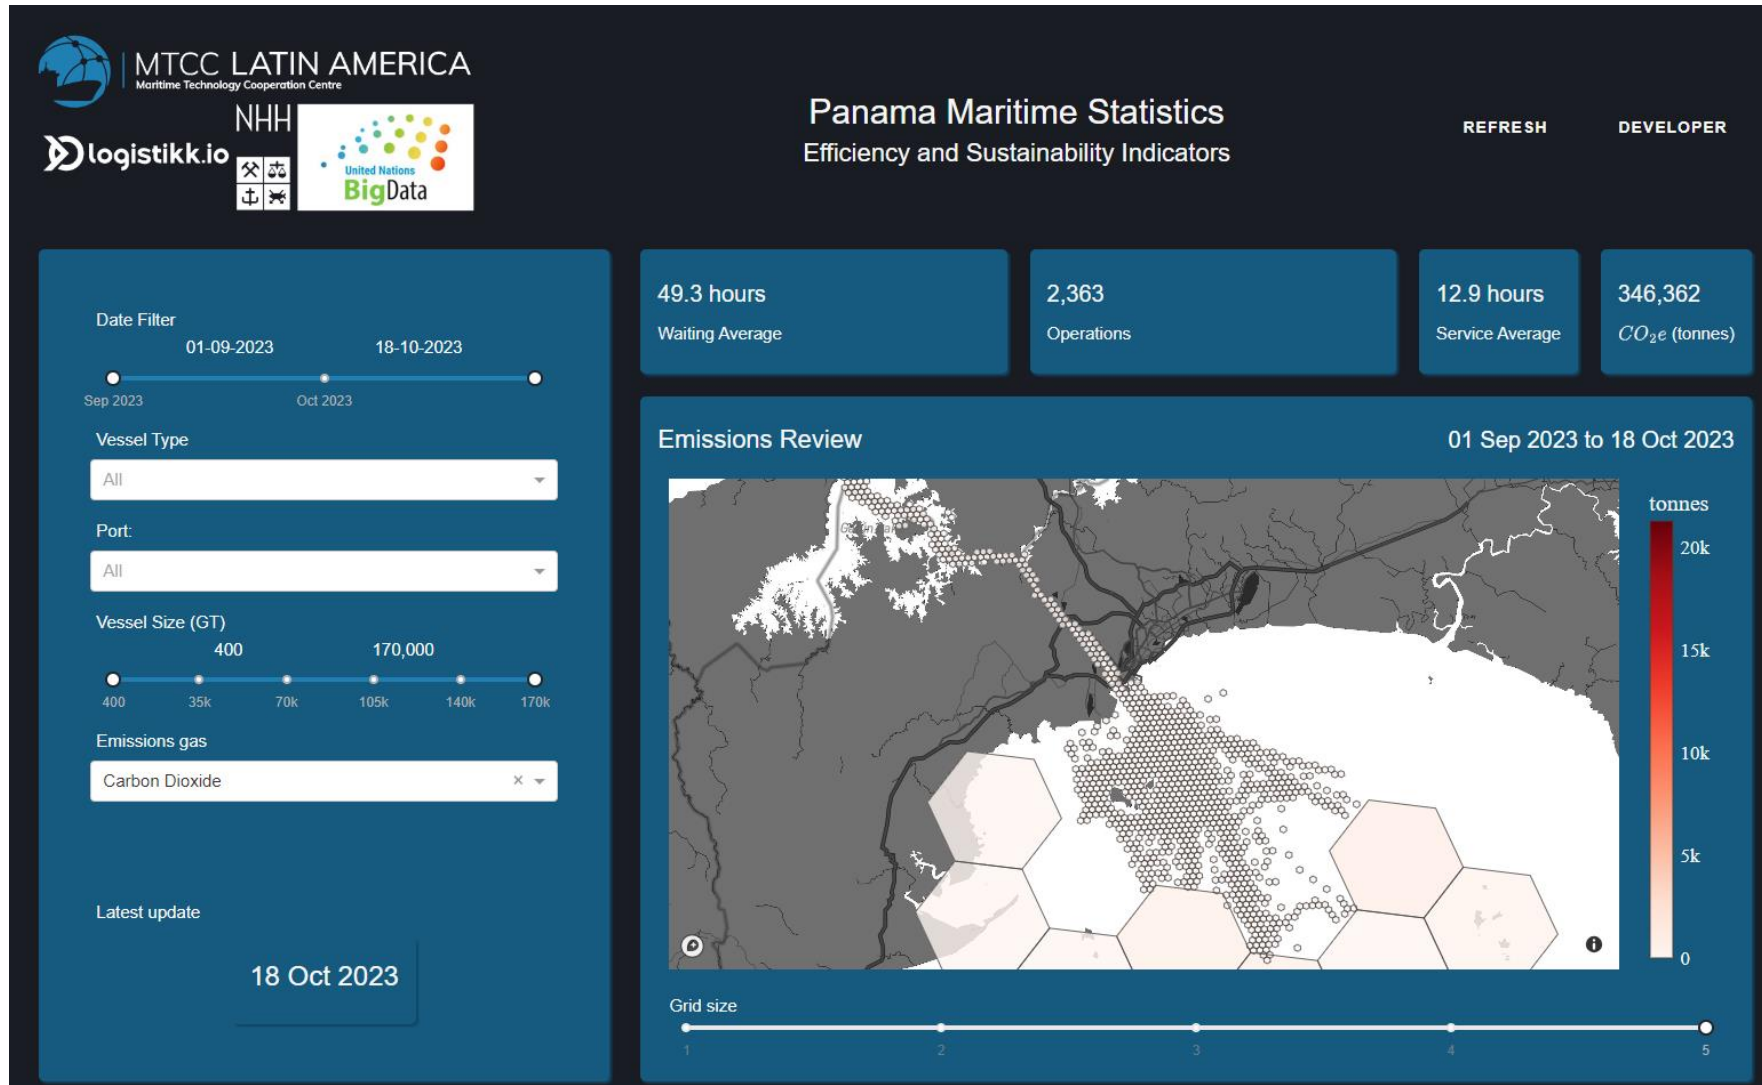 MTCC LATIN AMERICA
Maritime Technology Cooperation Centre
NHH
logistikk.io
United Nations
BigData
Panama Maritime Statistics
Efficiency and Sustainability Indicators
REFRESH
DEVELOPER
Date Filter
01-09-2023 18-10-2023
Sep 2023 Oct 2023
Vessel Type
All
Port:
All
Vessel Size (GT)
400 170,000
400 35k 70k 105k 140k 170k
Emissions gas
Carbon Dioxide
Latest update
18 Oct 2023
49.3 hours
Waiting Average
2,363
Operations
12.9 hours
Service Average
346,362
CO₂e (tonnes)
Emissions Review
01 Sep 2023 to 18 Oct 2023
tonnes
20k
15k
10k
5k
0
Grid size
1 2 3 4 5